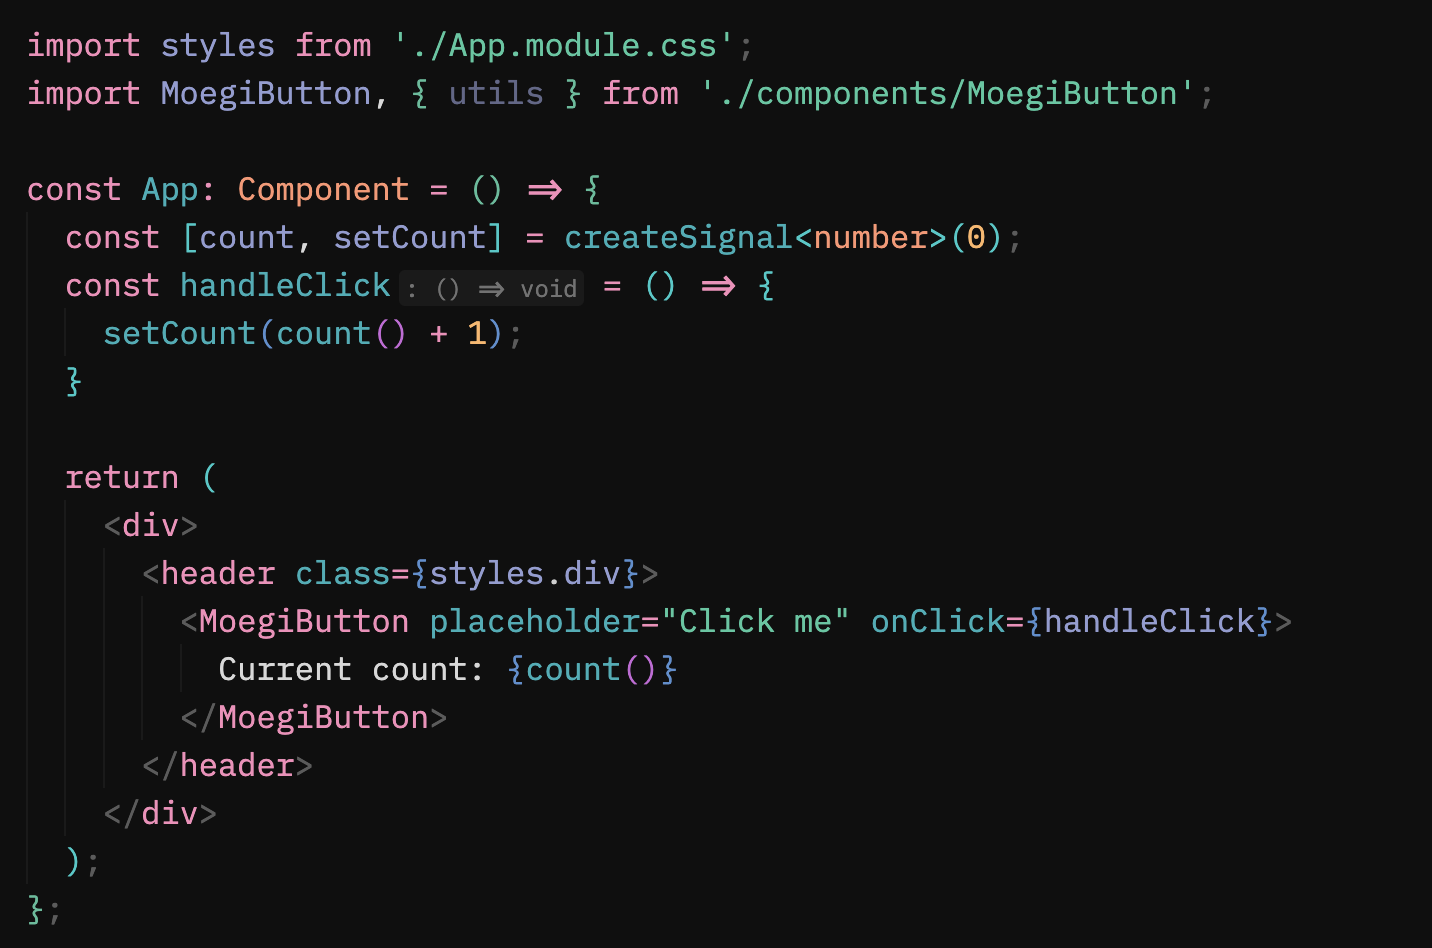 import styles from './App.module.css';
import MoegiButton, { utils } from './components/MoegiButton';

const App: Component = () => {
  const [count, setCount] = createSignal<number>(0);
  const handleClick: () => void = () => {
    setCount(count() + 1);
  }

  return (
    <div>
      <header class={styles.div}>
        <MoegiButton placeholder="Click me" onClick={handleClick}>
          Current count: {count()}
        </MoegiButton>
      </header>
    </div>
  );
};